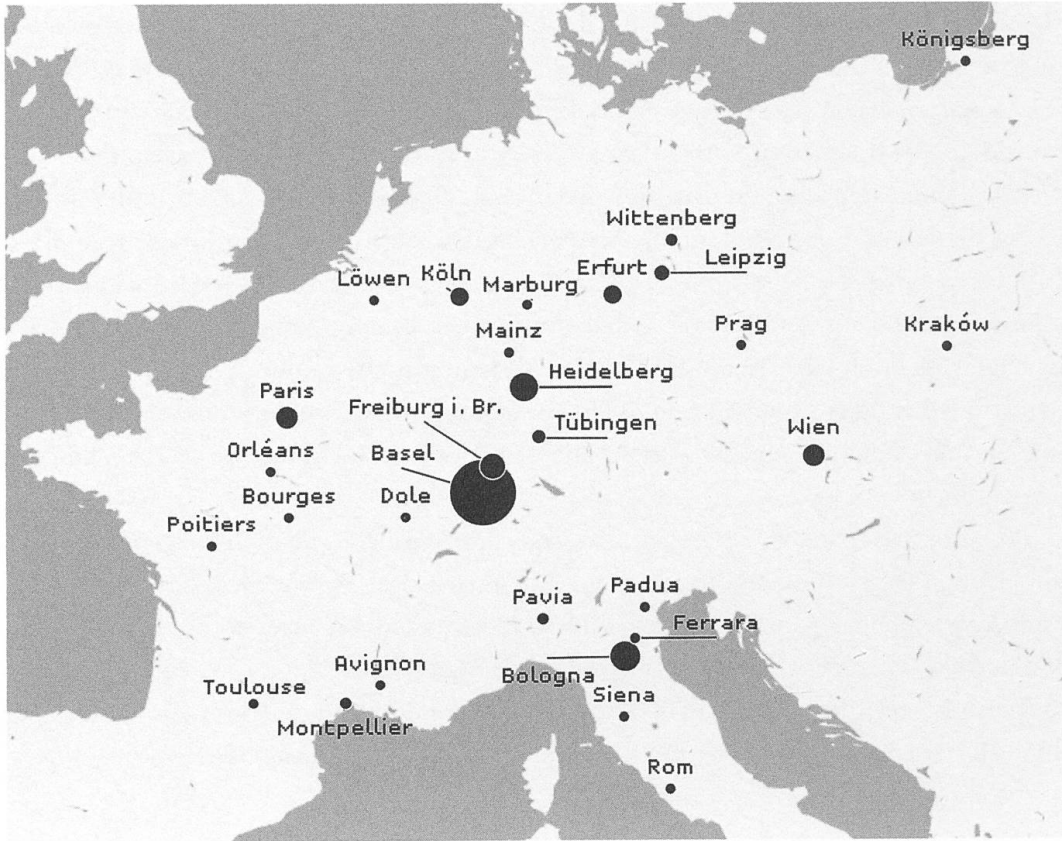 Königsberg
Wittenberg
Leipzig
Erfurt
Köln
Löwen
Marburg
Prag
Kraków
Mainz
Heidelberg
Paris
Freiburg i. Br.
Tübingen
Wien
Orléans
Basel
Bourges
Dole
Poitiers
Padua
Pavia
Ferrara
Avignon
Bologna
Toulouse
Siena
Montpellier
Rom